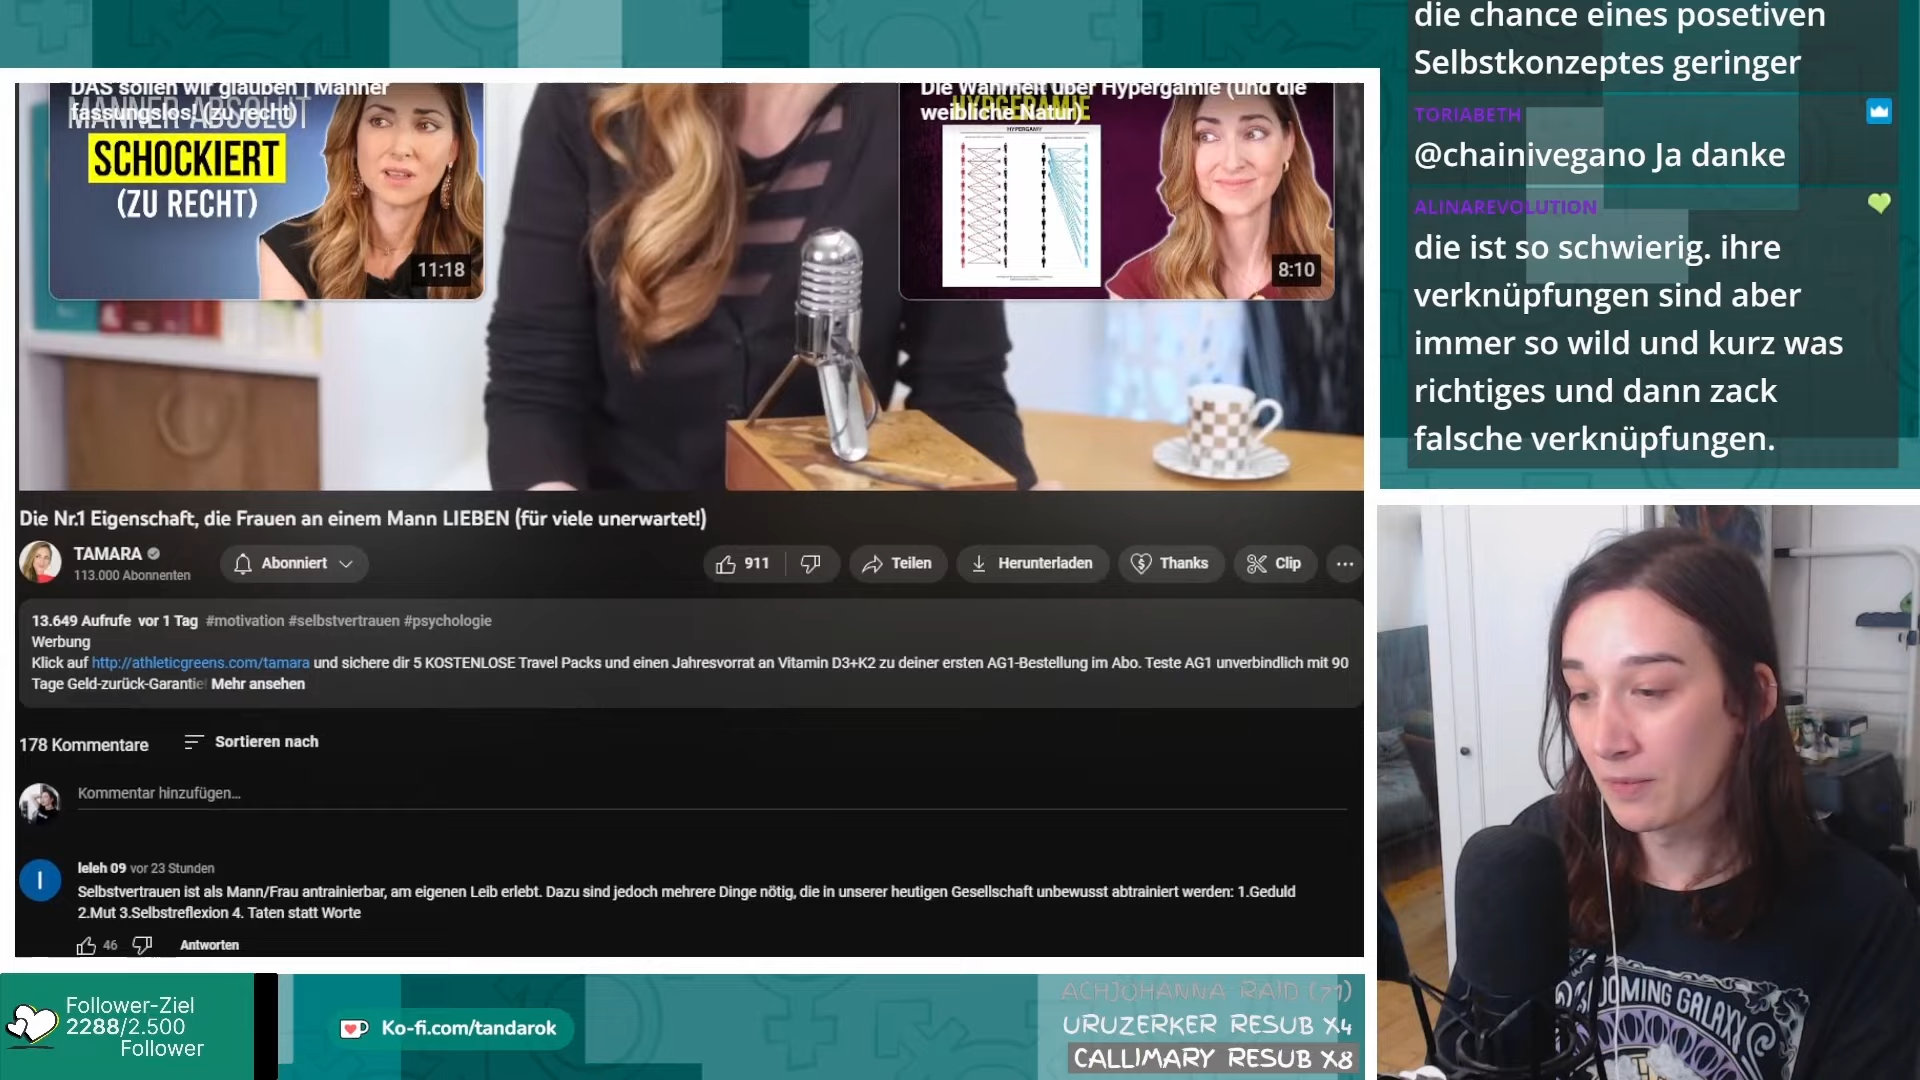 DAS sollen wir glauben | Männer
fassungslos! (zu recht)
MÄNNER ABSOLUT
SCHOCKIERT
(ZU RECHT)
11:18
Die Wahrheit über Hypergamie (und die
weibliche Natur)
HYPERGAMIE
HYPERGAMY
8:10
Die Nr.1 Eigenschaft, die Frauen an einem Mann LIEBEN (für viele unerwartet!)
TAMARA
113.000 Abonnenten
Abonniert
911
Teilen
Herunterladen
Thanks
Clip
13.649 Aufrufe vor 1 Tag #motivation #selbstvertrauen #psychologie
Werbung
Klick auf http://athleticgreens.com/tamara und sichere dir 5 KOSTENLOSE Travel Packs und einen Jahresvorrat an Vitamin D3+K2 zu deiner ersten AG1-Bestellung im Abo. Teste AG1 unverbindlich mit 90
Tage Geld-zurück-Garantie! Mehr ansehen
178 Kommentare
Sortieren nach
Kommentar hinzufügen...
l
leleh 09 vor 23 Stunden
Selbstvertrauen ist als Mann/Frau antrainierbar, am eigenen Leib erlebt. Dazu sind jedoch mehrere Dinge nötig, die in unserer heutigen Gesellschaft unbewusst abtrainiert werden: 1.Geduld
2.Mut 3.Selbstreflexion 4. Taten statt Worte
46
Antworten
die chance eines posetiven
Selbstkonzeptes geringer
TORIABETH
@chainivegano Ja danke
ALINAREVOLUTION
die ist so schwierig. ihre
verknüpfungen sind aber
immer so wild und kurz was
richtiges und dann zack
falsche verknüpfungen.
OOMING GALAXY
Follower-Ziel
2288/2.500
Follower
Ko-fi.com/tandarok
ACHJOHANNA RAID (71)
URUZERKER RESUB X4
CALLIMARY RESUB X8